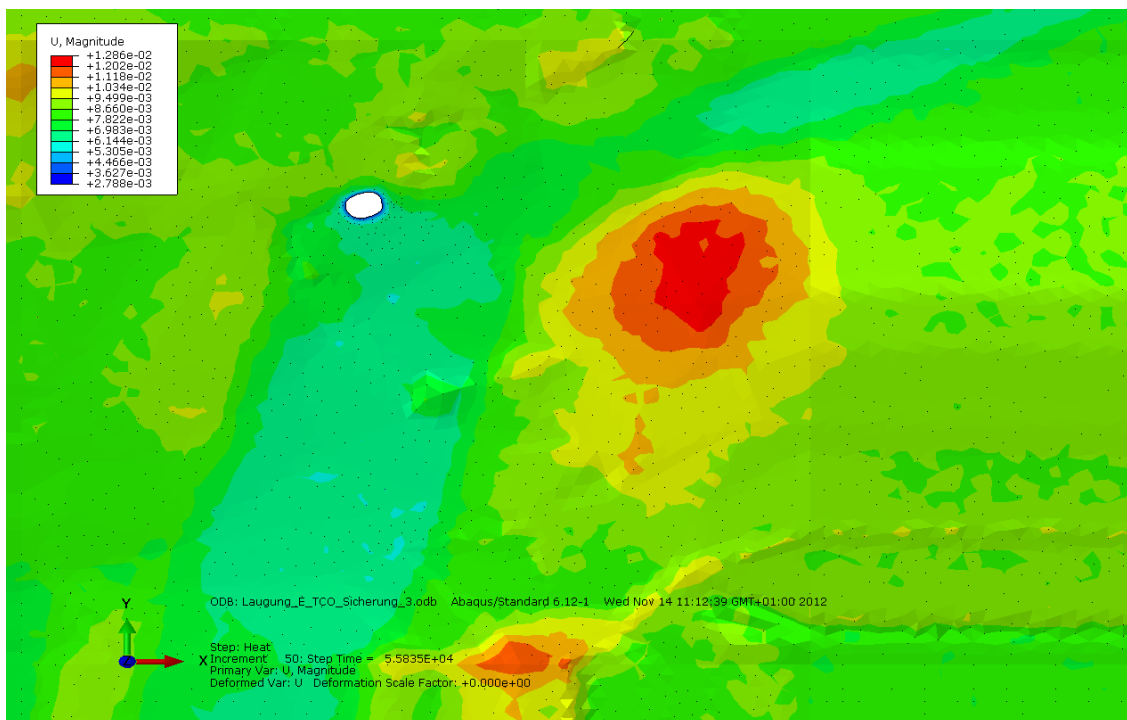 U, Magnitude
+1.286e-02
+1.202e-02
+1.118e-02
+1.034e-02
+9.499e-03
+8.660e-03
+7.822e-03
+6.983e-03
+6.144e-03
+5.305e-03
+4.466e-03
+3.627e-03
+2.788e-03
Y
X
ODB: Laugung_E_TCO_Sicherung_3.odb Abaqus/Standard 6.12-1 Wed Nov 14 11:12:39 GMT+01:00 2012
Step: Heat
Increment 50: Step Time = 5.5835E+04
Primary Var: U, Magnitude
Deformed Var: U Deformation Scale Factor: +0.000e+00